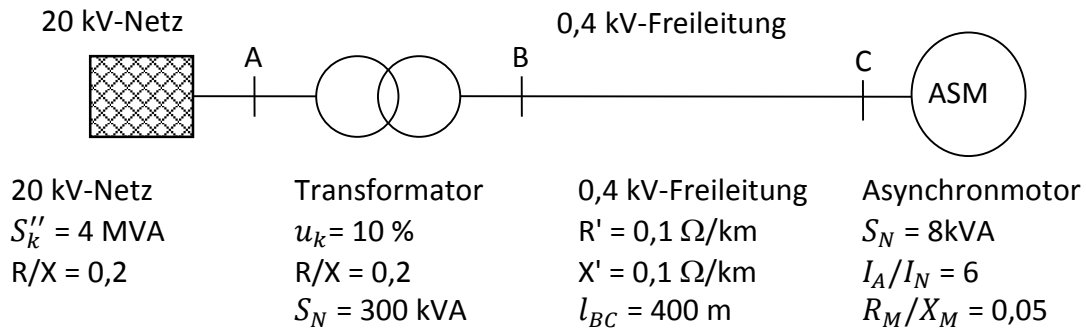 20 kV-Netz
0,4 kV-Freileitung
A
B
C
ASM
20 kV-Netz
S''ₖ = 4 MVA
R/X = 0,2
Transformator
uₖ= 10 %
R/X = 0,2
S_N = 300 kVA
0,4 kV-Freileitung
R' = 0,1 Ω/km
X' = 0,1 Ω/km
l_BC = 400 m
Asynchronmotor
S_N = 8kVA
I_A/I_N = 6
R_M/X_M = 0,05